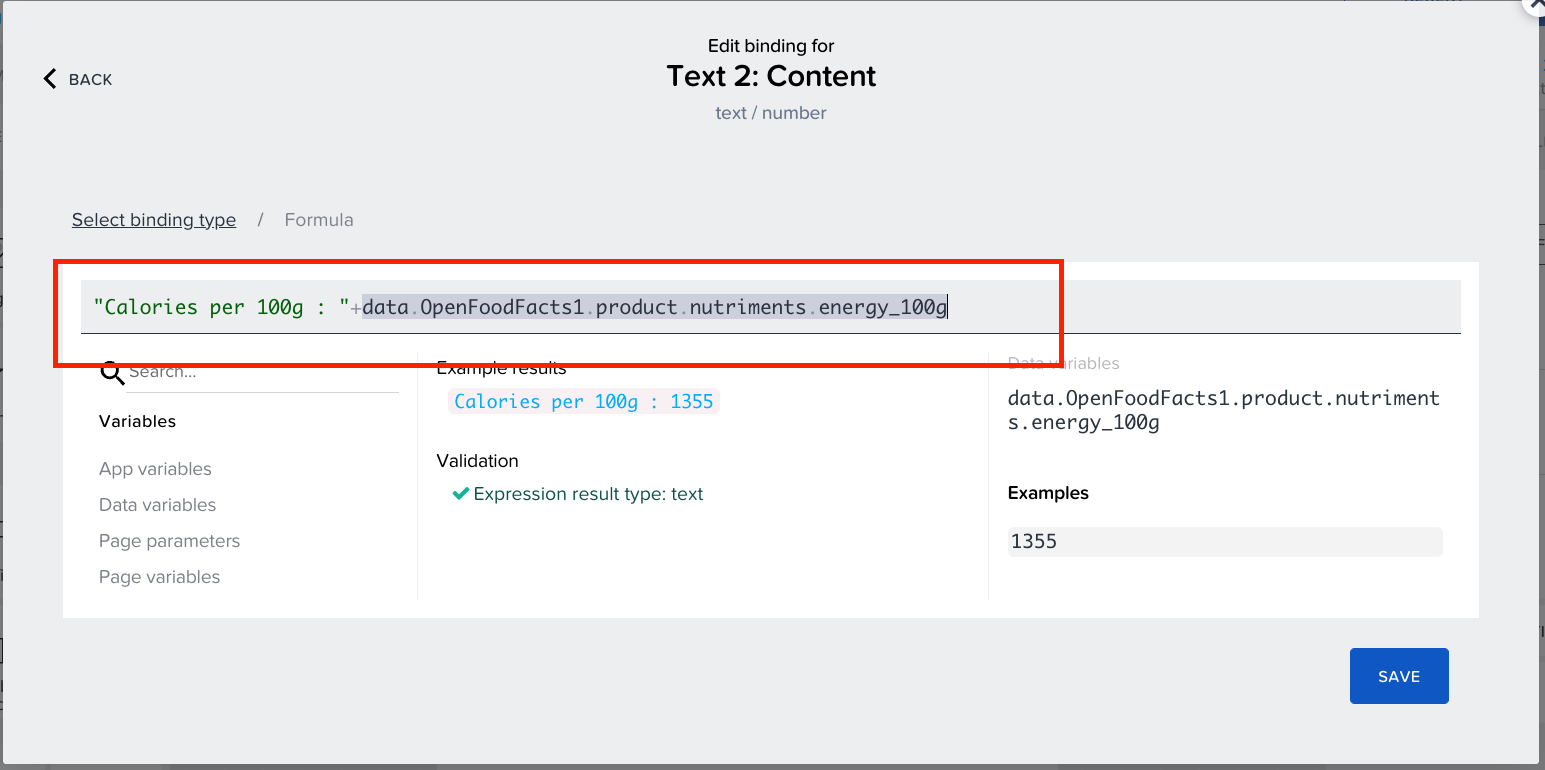 Edit binding for
BACK
Text 2: Content
text / number
Select binding type / Formula
"Calories per 100g : "+data.OpenFoodFacts1.product.nutriments.energy_100g
Search...
Variables
App variables
Data variables
Page parameters
Page variables
Example results
Calories per 100g : 1355
Validation
Expression result type: text
Data variables
data.OpenFoodFacts1.product.nutriment
s.energy_100g
Examples
1355
SAVE